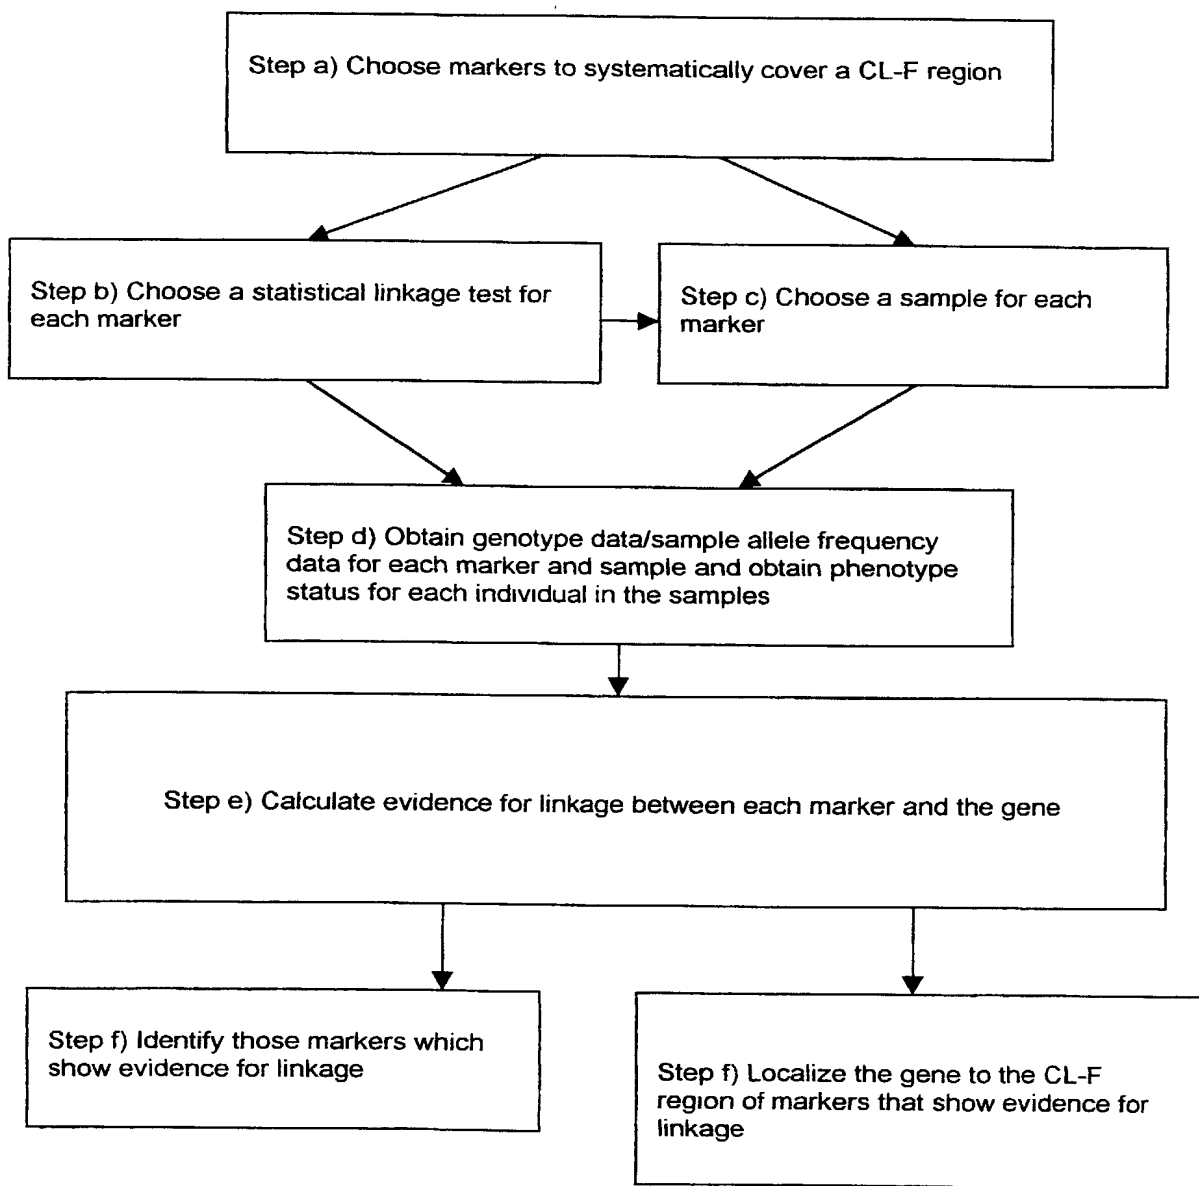 Step a) Choose markers to systematically cover a CL-F region
Step b) Choose a statistical linkage test for
each marker
Step c) Choose a sample for each
marker
Step d) Obtain genotype data/sample allele frequency
data for each marker and sample and obtain phenotype
status for each individual in the samples
Step e) Calculate evidence for linkage between each marker and the gene
Step f) Identify those markers which
show evidence for linkage
Step f) Localize the gene to the CL-F
region of markers that show evidence for
linkage